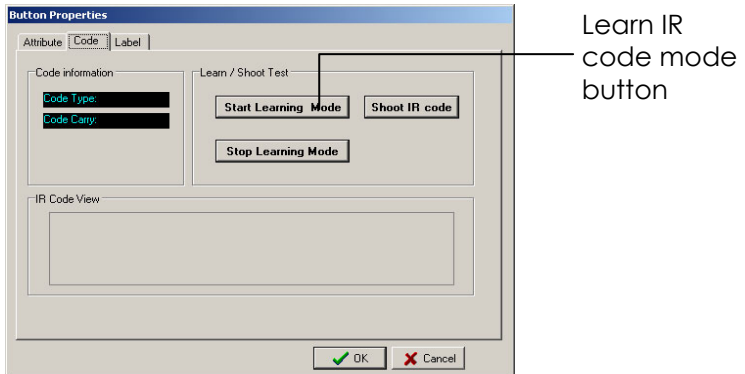 Button Properties
Attribute Code Label
Code information
Code Type:
Code Carry:
Learn / Shoot Test
Start Learning Mode
Shoot IR code
Stop Learning Mode
IR Code View
OK
Cancel
Learn IR
code mode
button